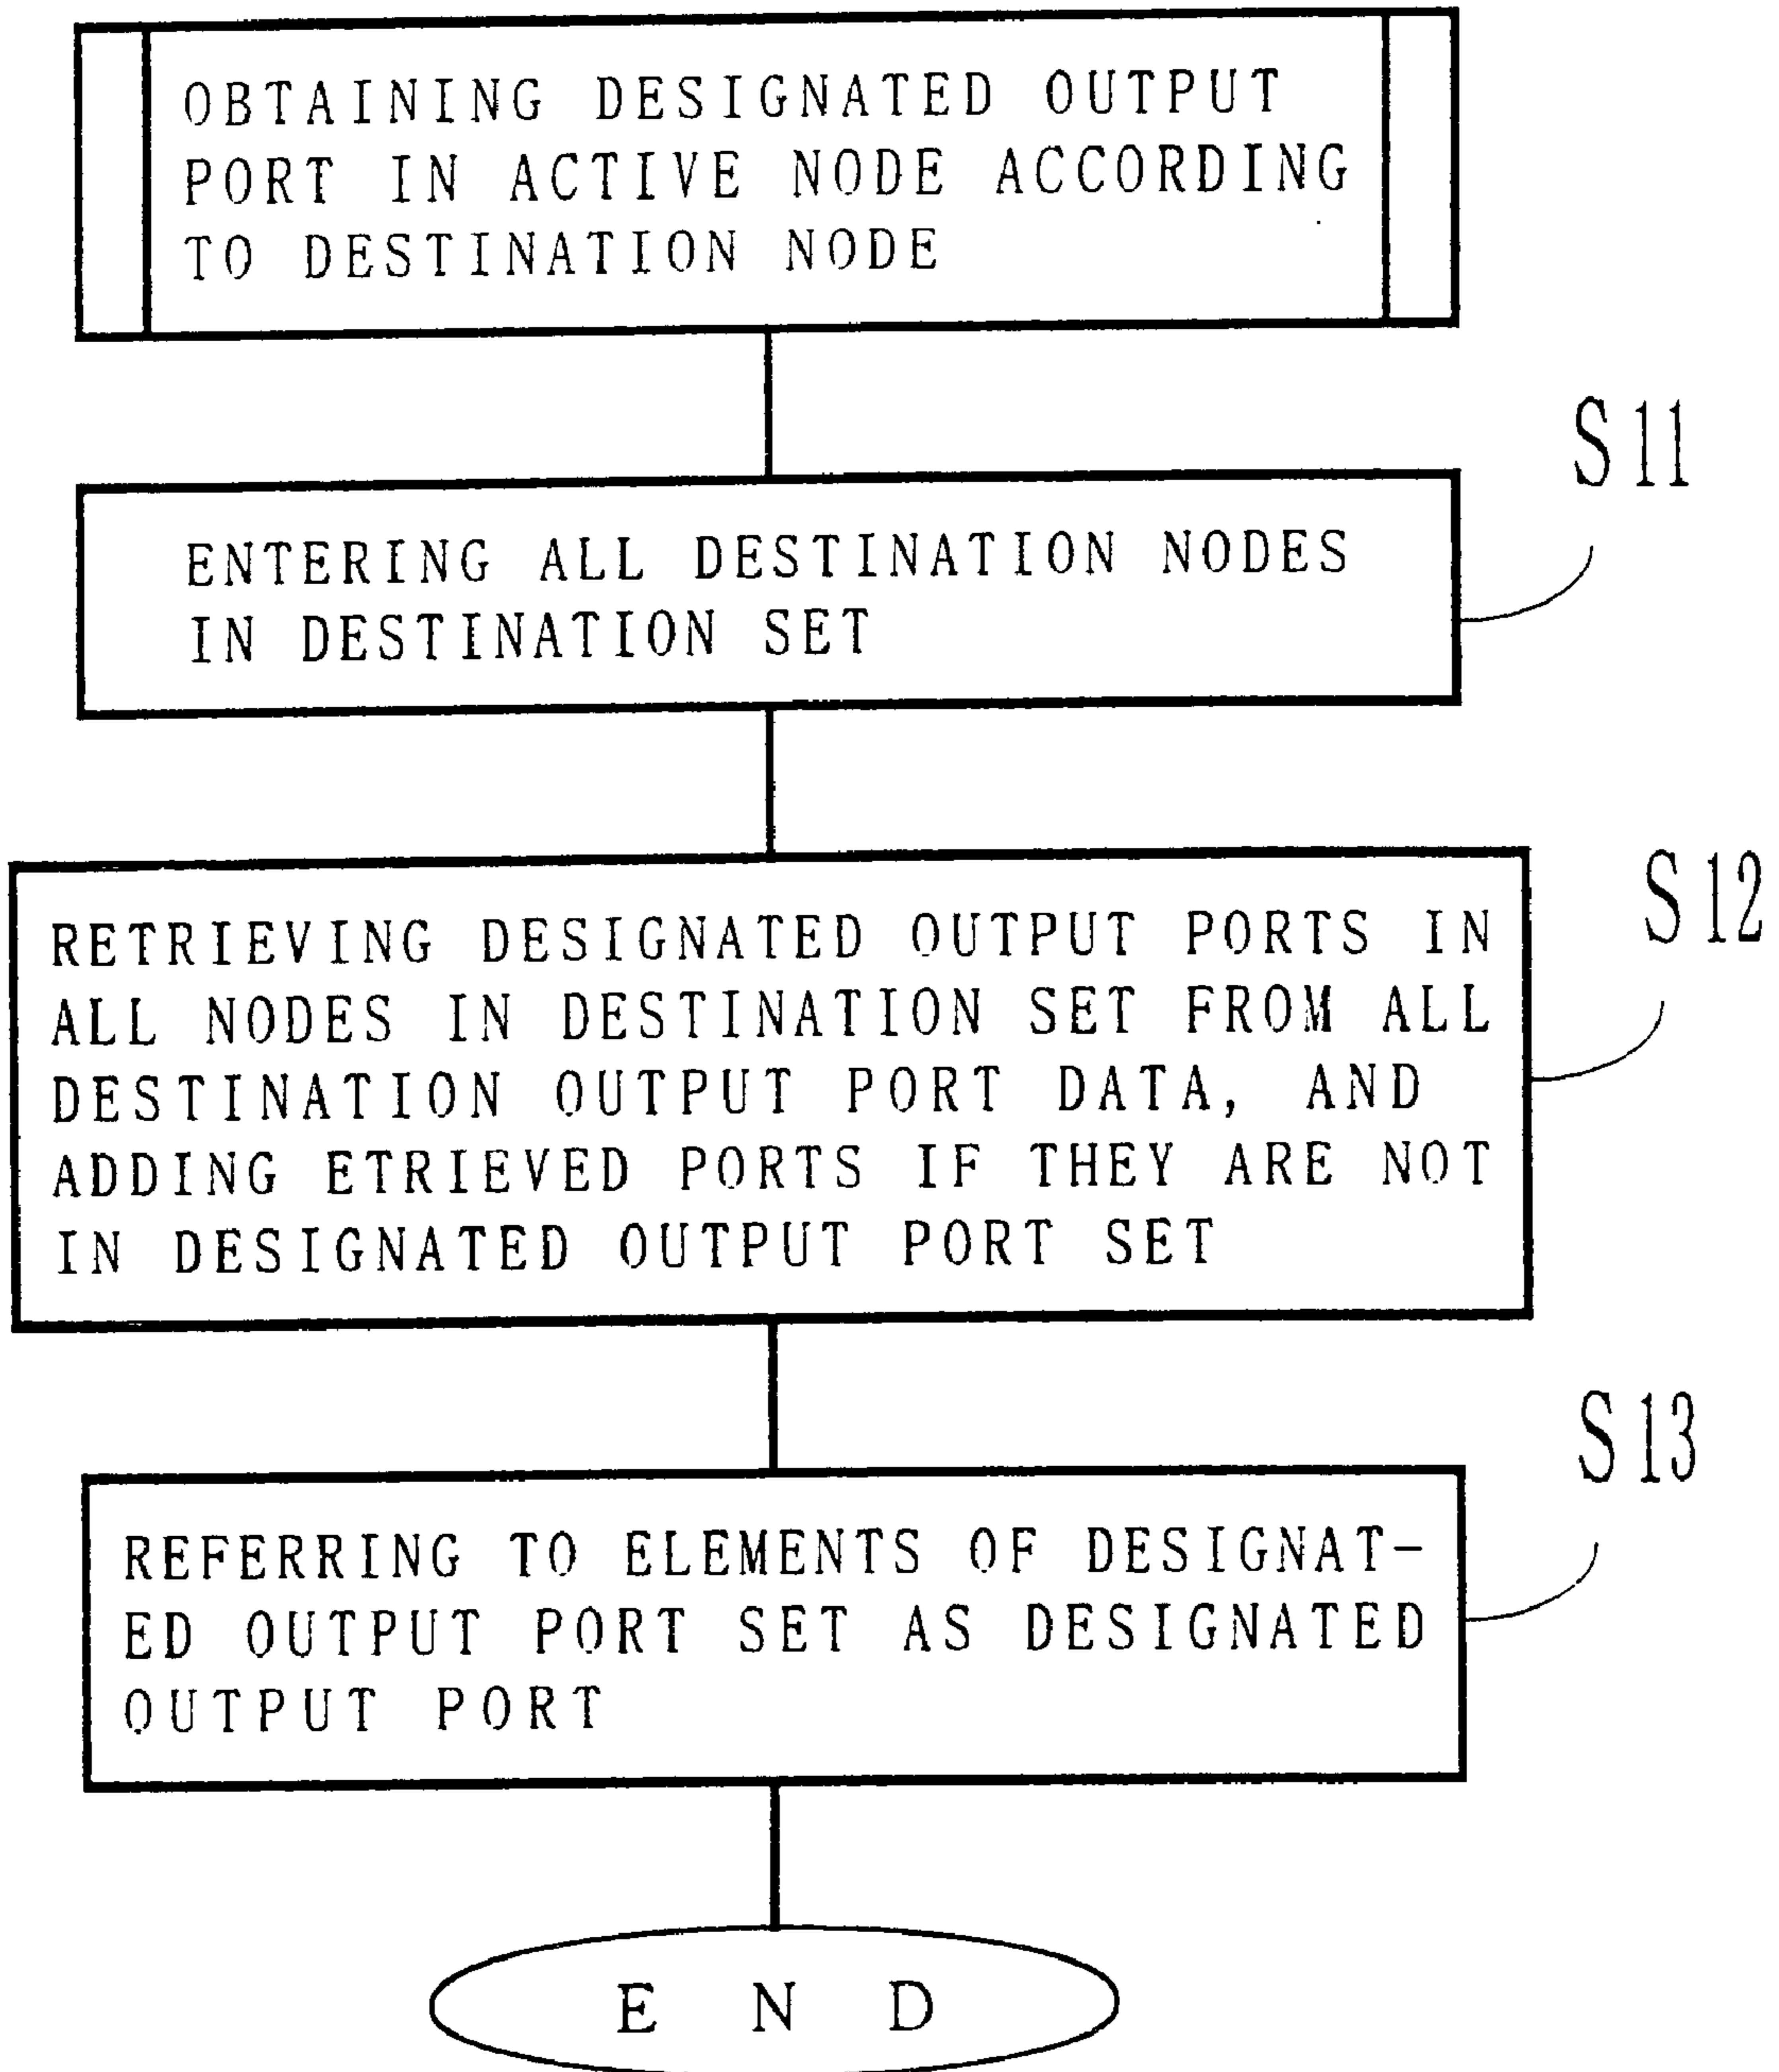 OBTAINING DESIGNATED OUTPUT
PORT IN ACTIVE NODE ACCORDING
TO DESTINATION NODE
S11
ENTERING ALL DESTINATION NODES
IN DESTINATION SET
S12
RETRIEVING DESIGNATED OUTPUT PORTS IN
ALL NODES IN DESTINATION SET FROM ALL
DESTINATION OUTPUT PORT DATA, AND
ADDING ETRIEVED PORTS IF THEY ARE NOT
IN DESIGNATED OUTPUT PORT SET
S13
REFERRING TO ELEMENTS OF DESIGNAT-
ED OUTPUT PORT SET AS DESIGNATED
OUTPUT PORT
END